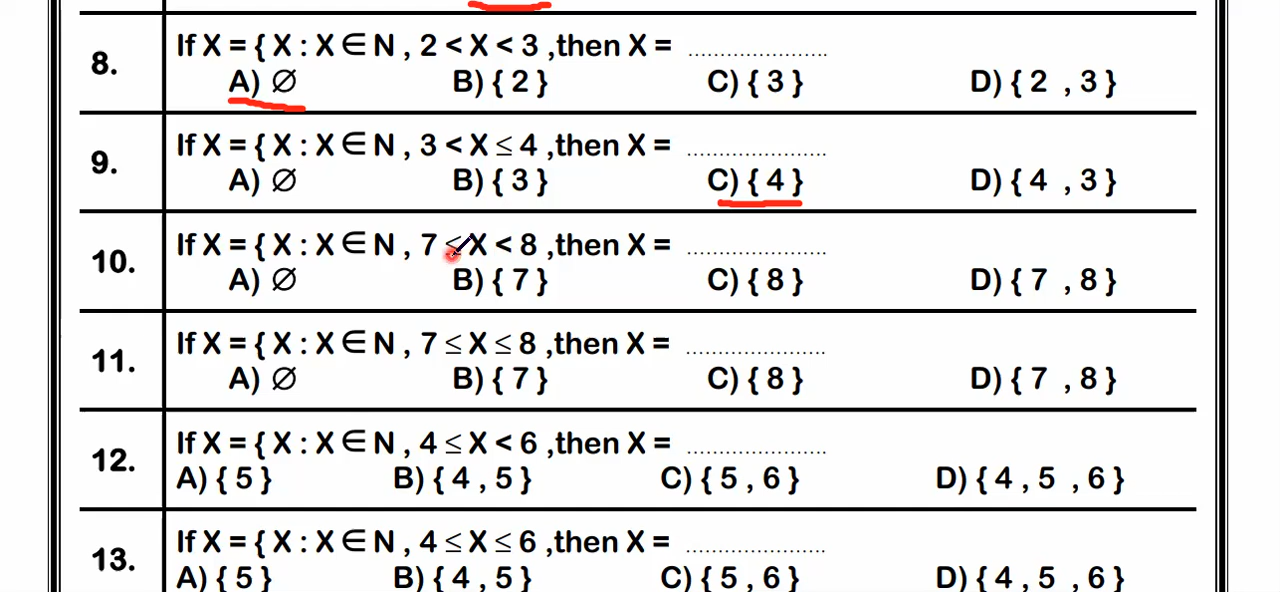 8.
If X = { X : X ∈ N , 2 < X < 3 ,then X = ......................
A) ∅ B) { 2 } C) { 3 } D) { 2 , 3 }
9.
If X = { X : X ∈ N , 3 < X ≤ 4 ,then X = ......................
A) ∅ B) { 3 } C) { 4 } D) { 4 , 3 }
10.
If X = { X : X ∈ N , 7 ≤ X < 8 ,then X = ......................
A) ∅ B) { 7 } C) { 8 } D) { 7 , 8 }
11.
If X = { X : X ∈ N , 7 ≤ X ≤ 8 ,then X = ......................
A) ∅ B) { 7 } C) { 8 } D) { 7 , 8 }
12.
If X = { X : X ∈ N , 4 ≤ X < 6 ,then X = ......................
A) { 5 } B) { 4 , 5 } C) { 5 , 6 } D) { 4 , 5 , 6 }
13.
If X = { X : X ∈ N , 4 ≤ X ≤ 6 ,then X = ......................
A) { 5 } B) { 4 , 5 } C) { 5 , 6 } D) { 4 , 5 , 6 }